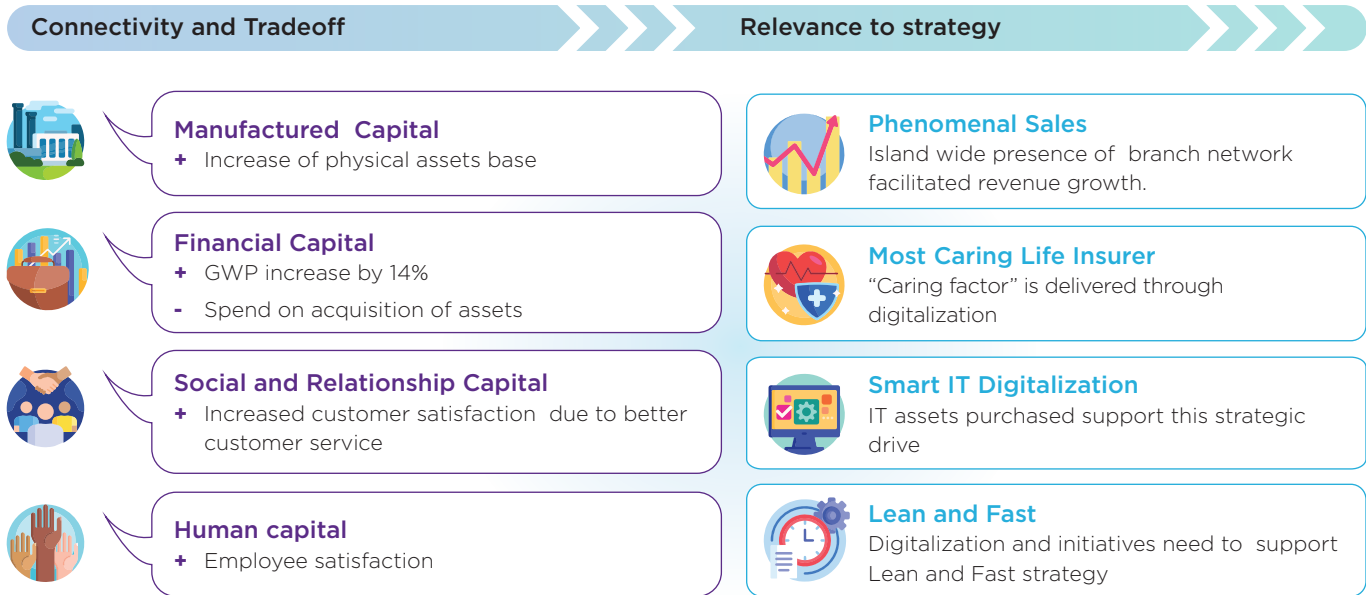 Connectivity and Tradeoff
Relevance to strategy
Manufactured Capital
+ Increase of physical assets base
Financial Capital
+ GWP increase by 14%
- Spend on acquisition of assets
Social and Relationship Capital
+ Increased customer satisfaction due to better
customer service
Human capital
+ Employee satisfaction
Phenomenal Sales
Island wide presence of branch network
facilitated revenue growth.
Most Caring Life Insurer
“Caring factor” is delivered through
digitalization
Smart IT Digitalization
IT assets purchased support this strategic
drive
Lean and Fast
Digitalization and initiatives need to support
Lean and Fast strategy